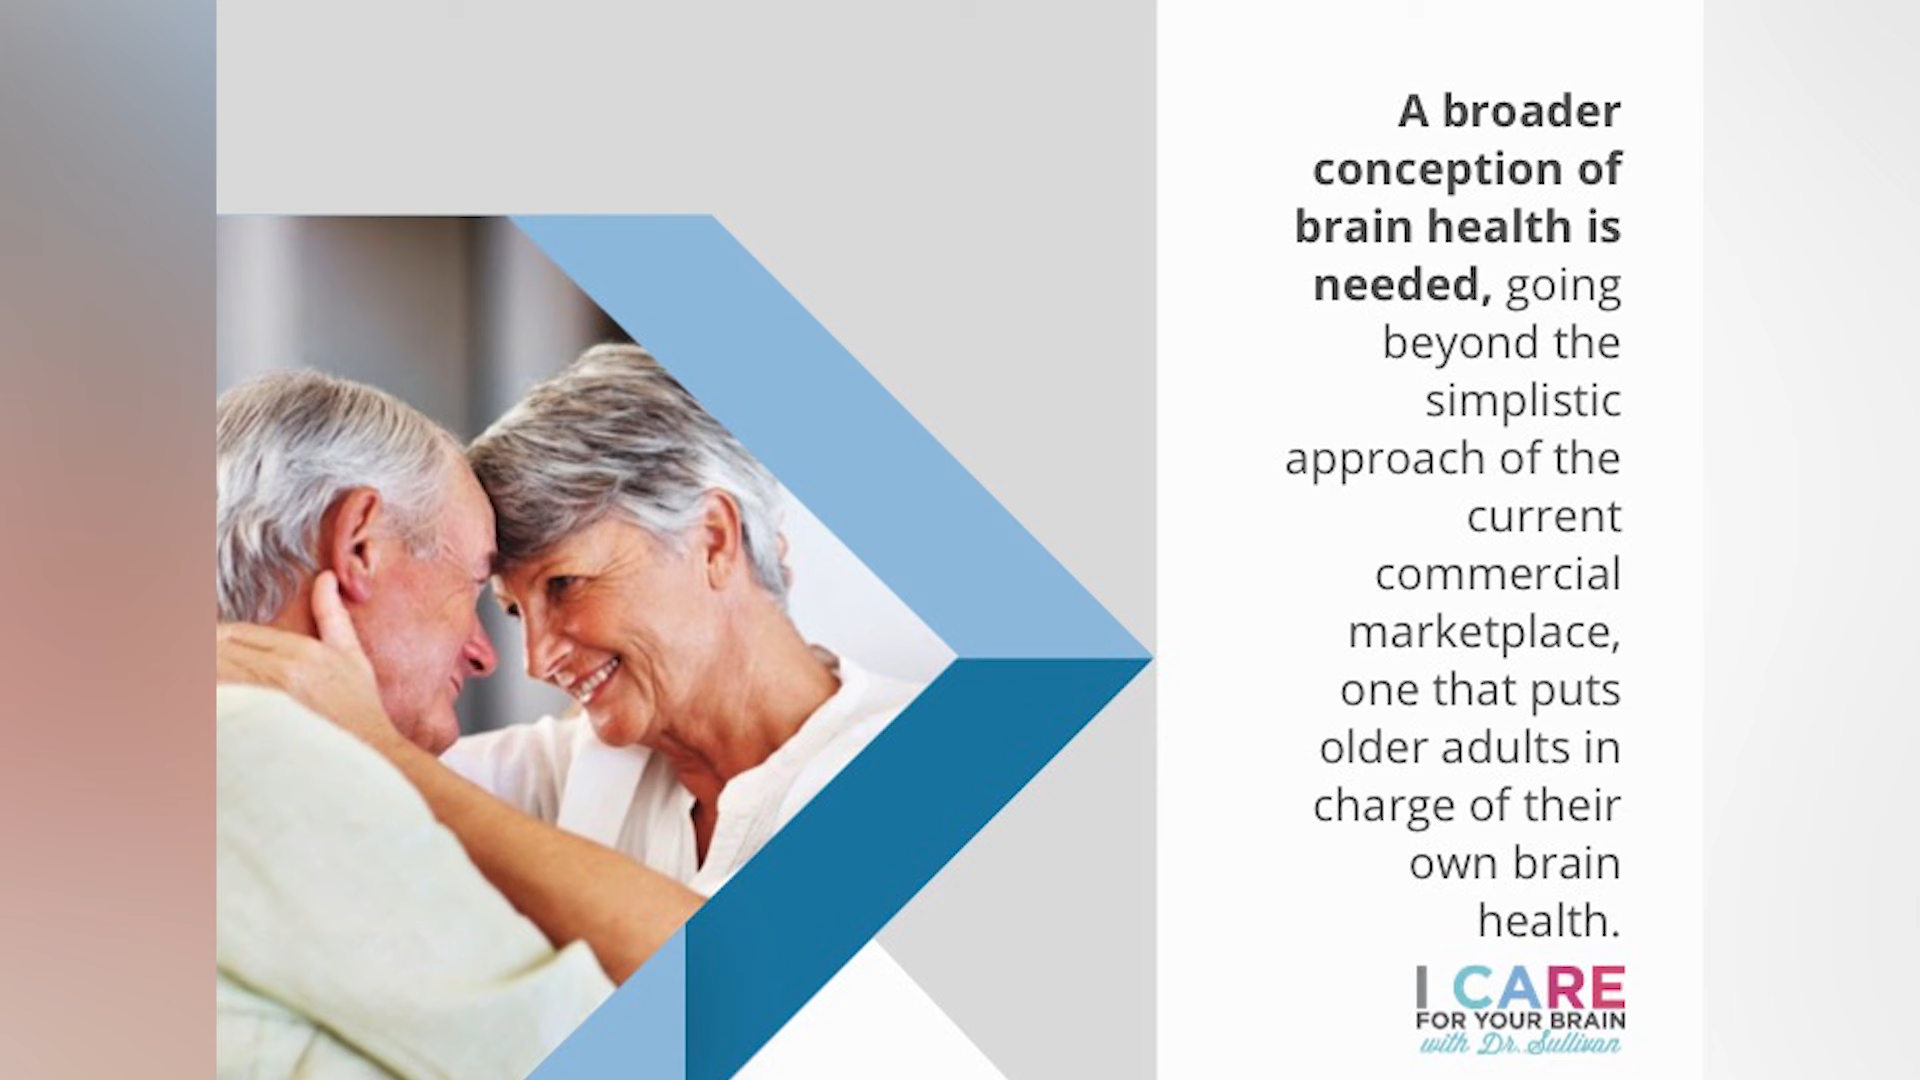 A broader
conception of
brain health is
needed, going
beyond the
simplistic
approach of the
current
commercial
marketplace,
one that puts
older adults in
charge of their
own brain
health.
I CARE
FOR YOUR BRAIN
with Dr. Sullivan